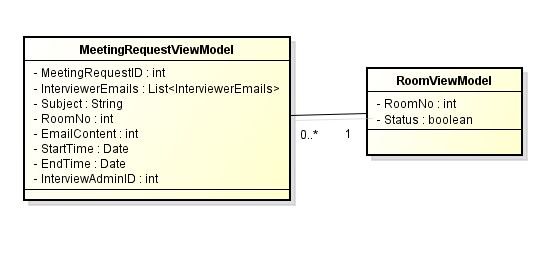 MeetingRequestViewModel
- MeetingRequestID : int
- InterviewerEmails : List<InterviewerEmails>
- Subject : String
- RoomNo : int
- EmailContent : int
- StartTime : Date
- EndTime : Date
- InterviewAdminID : int
0..*
1
RoomViewModel
- RoomNo : int
- Status : boolean